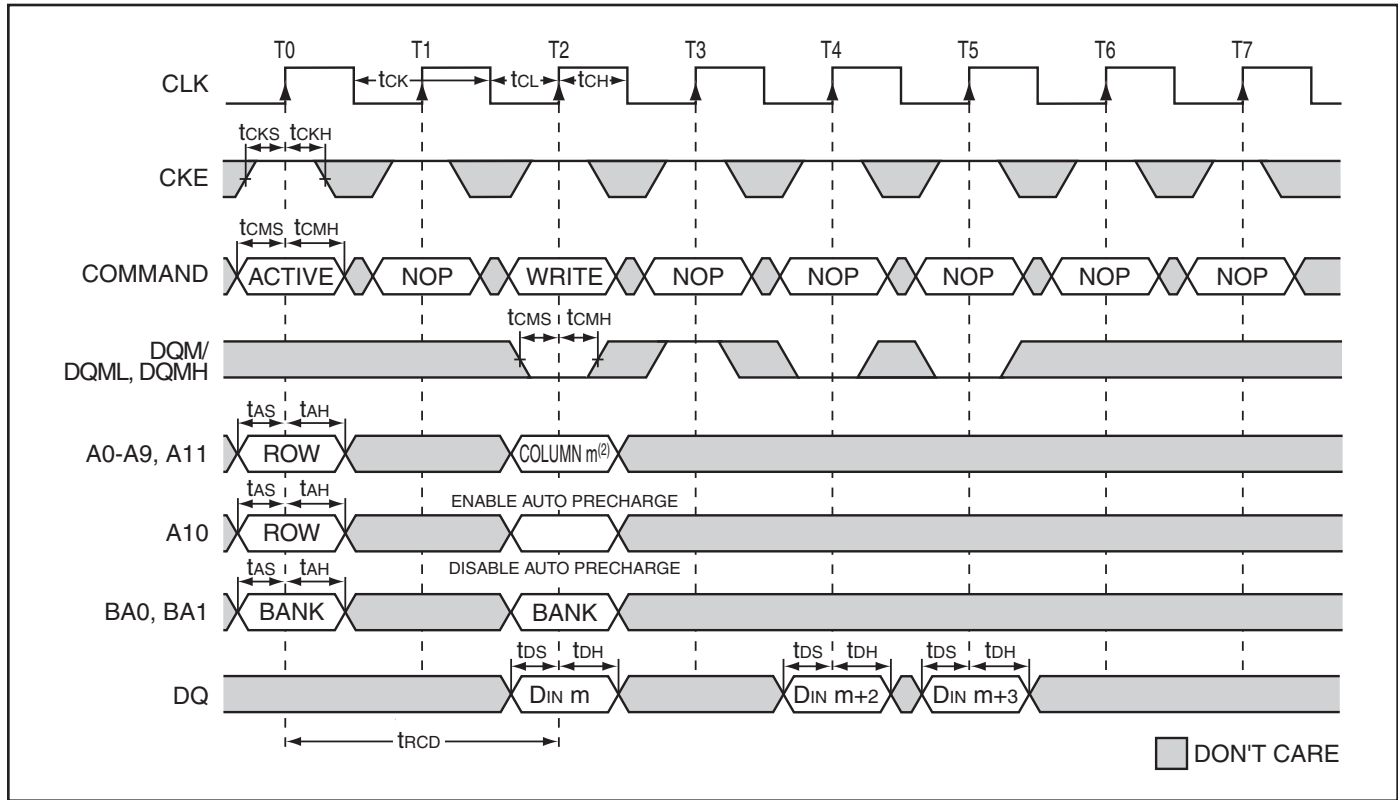 T0 T1 T2 T3 T4 T5 T6 T7
CLK tCK tCL tCH
tCKS tCKH
CKE
tCMS tCMH
COMMAND ACTIVE NOP WRITE NOP NOP NOP NOP NOP
tCMS tCMH
DQM/
DQML, DQMH
tAS tAH
A0-A9, A11 ROW COLUMN m(2)
tAS tAH ENABLE AUTO PRECHARGE
A10 ROW
tAS tAH DISABLE AUTO PRECHARGE
BA0, BA1 BANK BANK
tDS tDH tDS tDH tDS tDH
DQ DIN m DIN m+2 DIN m+3
tRCD
DON'T CARE